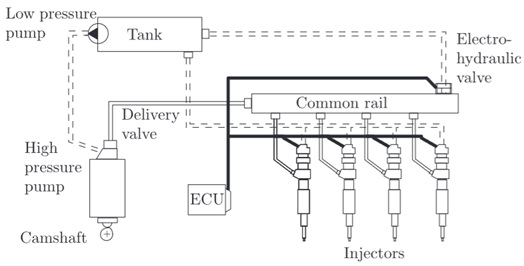 Low pressure
pump
Tank
Electro-
hydraulic
valve
Common rail
Delivery
valve
High
pressure
pump
ECU
Camshaft
Injectors